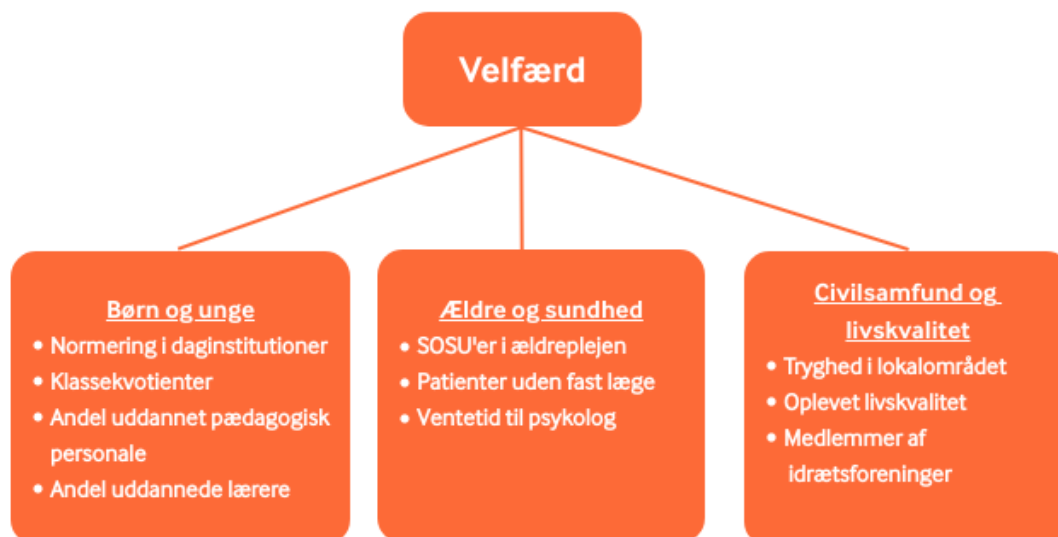 Velfærd
Børn og unge
• Normering i daginstitutioner
• Klassekvotienter
• Andel uddannet pædagogisk
personale
• Andel uddannede lærere
Ældre og sundhed
• SOSU'er i ældreplejen
• Patienter uden fast læge
• Ventetid til psykolog
Civilsamfund og
livskvalitet
• Tryghed i lokalområdet
• Oplevet livskvalitet
• Medlemmer af
idrætsforeninger